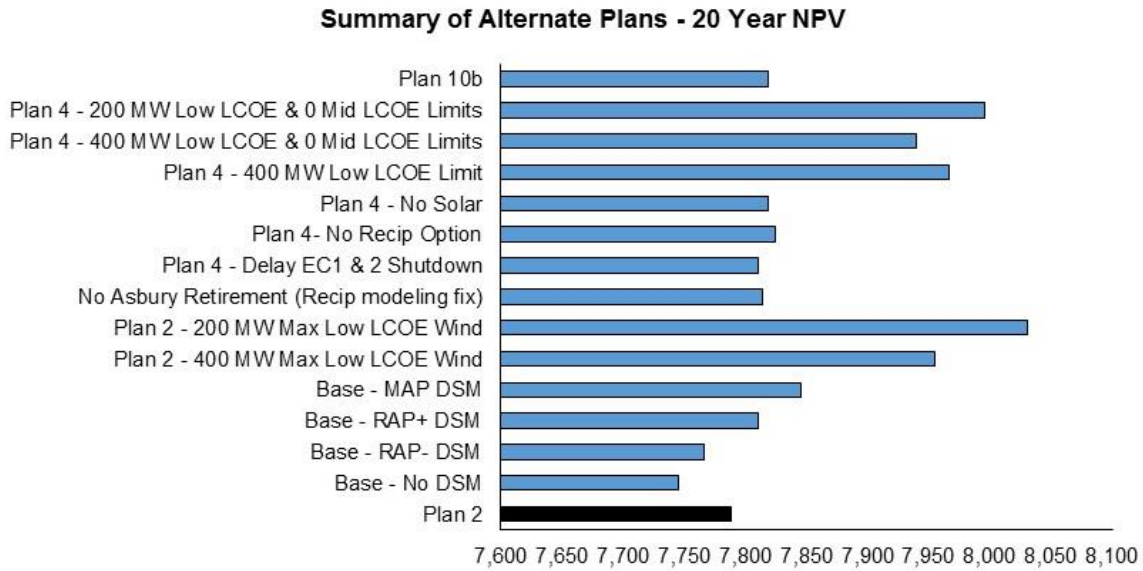 Summary of Alternate Plans - 20 Year NPV
Plan 10b
Plan 4 - 200 MW Low LCOE & 0 Mid LCOE Limits
Plan 4 - 400 MW Low LCOE & 0 Mid LCOE Limits
Plan 4 - 400 MW Low LCOE Limit
Plan 4 - No Solar
Plan 4- No Recip Option
Plan 4 - Delay EC1 & 2 Shutdown
No Asbury Retirement (Recip modeling fix)
Plan 2 - 200 MW Max Low LCOE Wind
Plan 2 - 400 MW Max Low LCOE Wind
Base - MAP DSM
Base - RAP+ DSM
Base - RAP- DSM
Base - No DSM
Plan 2
7,600 7,650 7,700 7,750 7,800 7,850 7,900 7,950 8,000 8,050 8,100